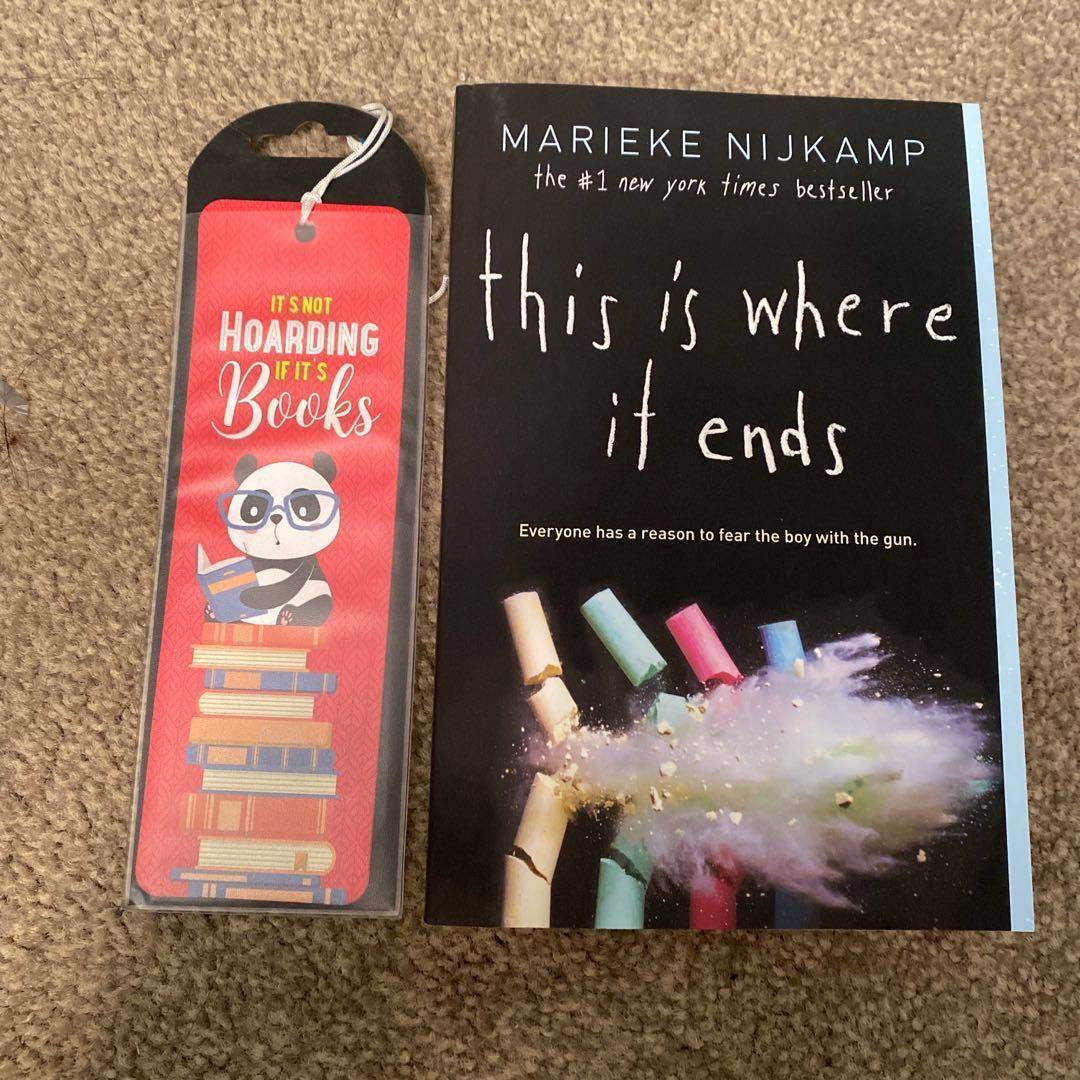 IT'S NOT
HOARDING
IF IT'S
Books
MARIEKE NIJKAMP
the #1 new york times bestseller
this is where
it ends
Everyone has a reason to fear the boy with the gun.